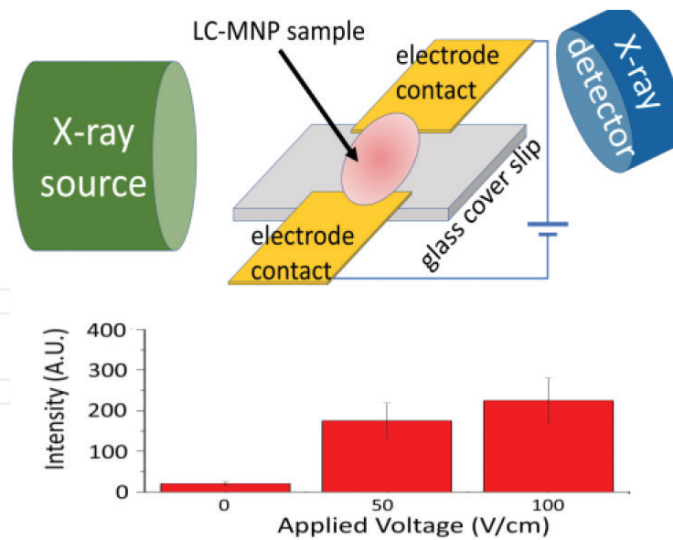 LC-MNP sample
X-ray
source
electrode
contact
X-ray
detector
electrode
contact
glass cover slip
Intensity (A.U.)
400
300
200
100
0
0 50 100
Applied Voltage (V/cm)